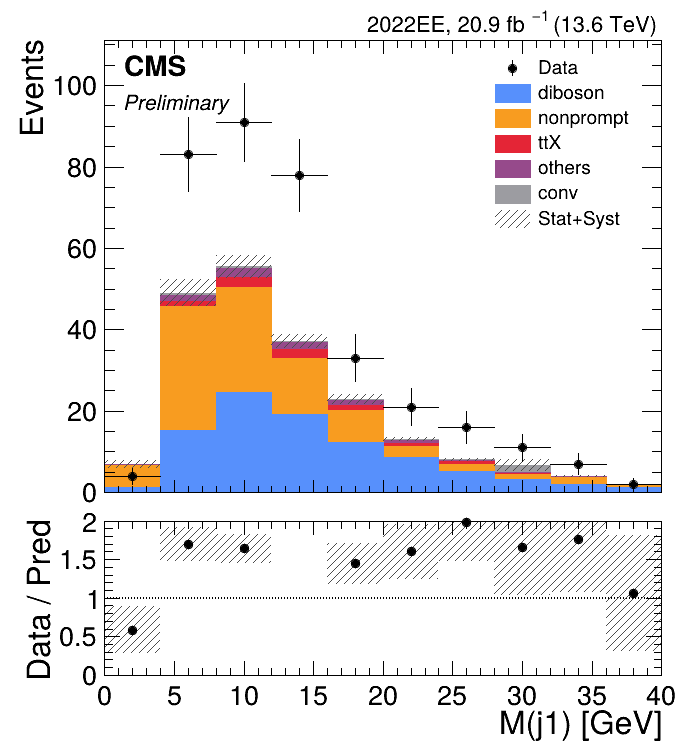 2022EE, 20.9 fb⁻¹ (13.6 TeV)
CMS
Preliminary
Events
100
80
60
40
20
0
Data
diboson
nonprompt
ttX
others
conv
Stat+Syst
Data / Pred
2
1.5
1
0.5
0
0 5 10 15 20 25 30 35 40
M(j1) [GeV]